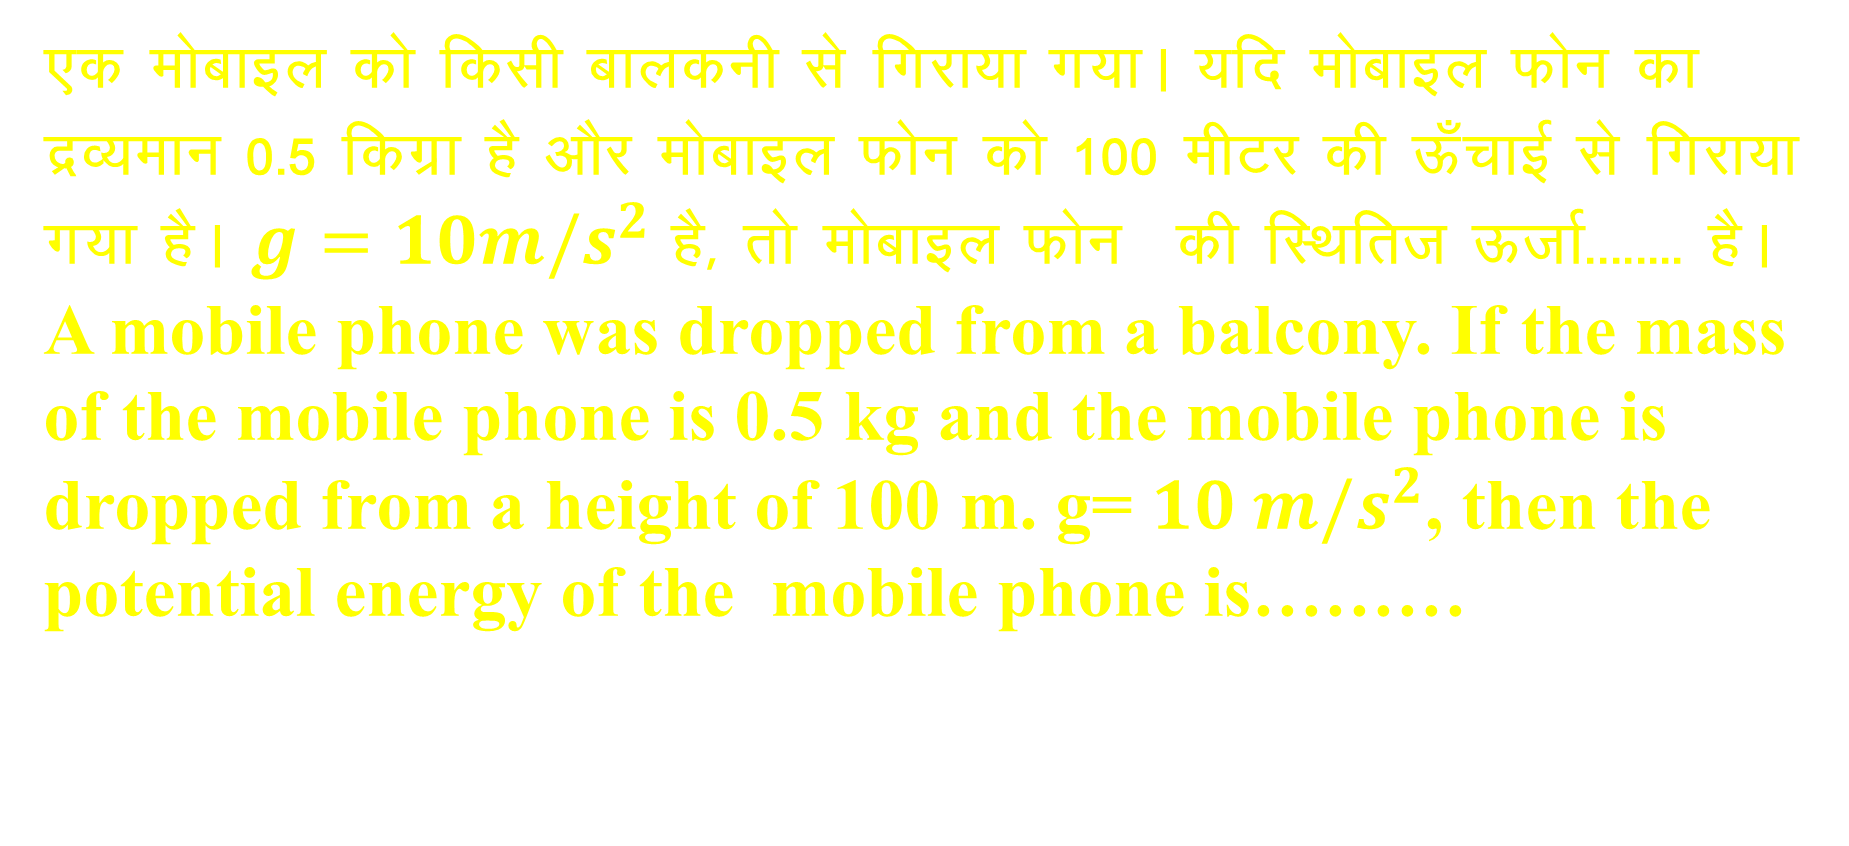 एक मोबाइल को किसी बालकनी से गिराया गया। यदि मोबाइल फोन का
द्रव्यमान 0.5 किग्रा है और मोबाइल फोन को 100 मीटर की ऊँचाई से गिराया
गया है। g = 10m/s² है, तो मोबाइल फोन की स्थितिज ऊर्जा........ है।
A mobile phone was dropped from a balcony. If the mass
of the mobile phone is 0.5 kg and the mobile phone is
dropped from a height of 100 m. g= 10 m/s², then the
potential energy of the mobile phone is.........